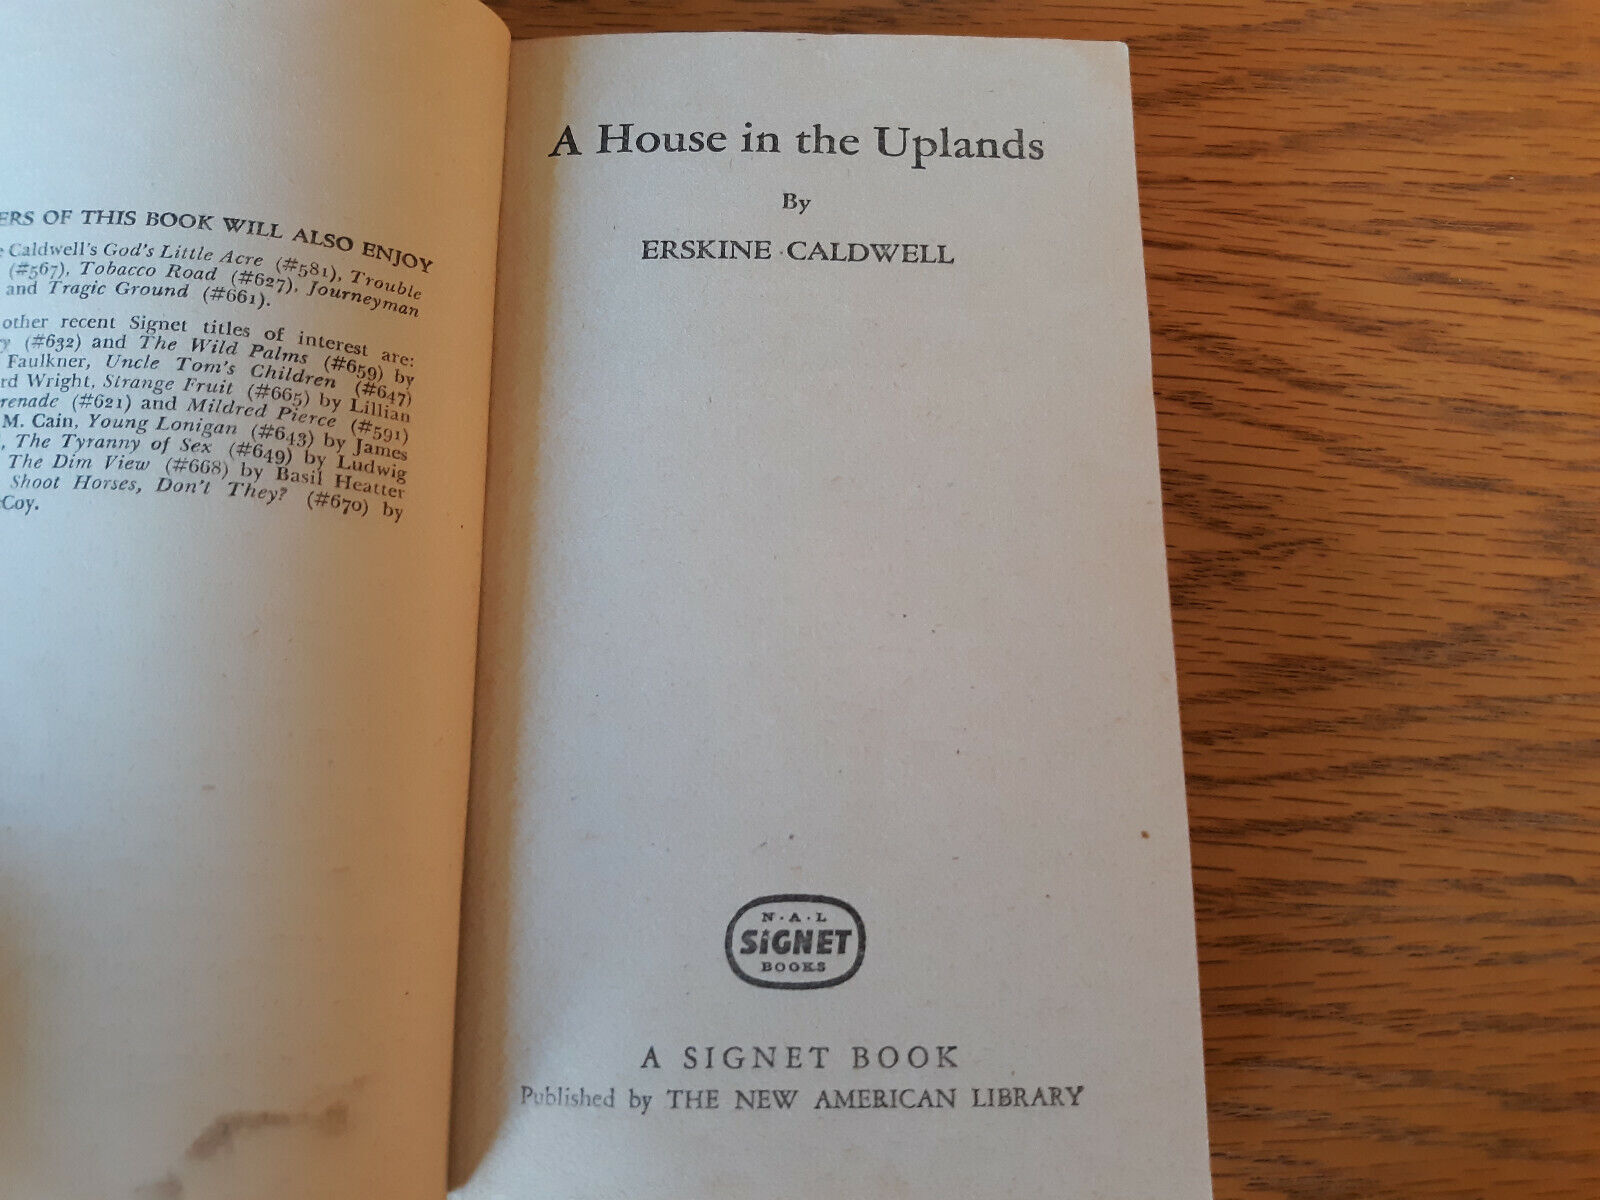 OF THIS BOOK WILL ALSO ENJOY
Caldwell's God's Little Acre (#581), Trouble
(#567), Tobacco Road (#627), Journeyman
and Tragic Ground (#661).
other recent Signet titles of interest are:
(#632) and The Wild Palms (#659) by
Faulkner, Uncle Tom's Children (#647)
Wright, Strange Fruit (#665) by Lillian
(#621) and Mildred Pierce (#591)
M. Cain, Young Lonigan (#643) by James
The Tyranny of Sex (#649) by Ludwig
The Dim View (#668) by Basil Heatter
Shoot Horses, Don't They? (#670) by
Coy.
A House in the Uplands
By
ERSKINE CALDWELL
N·A·L
SIGNET
BOOKS
A SIGNET BOOK
Published by THE NEW AMERICAN LIBRARY